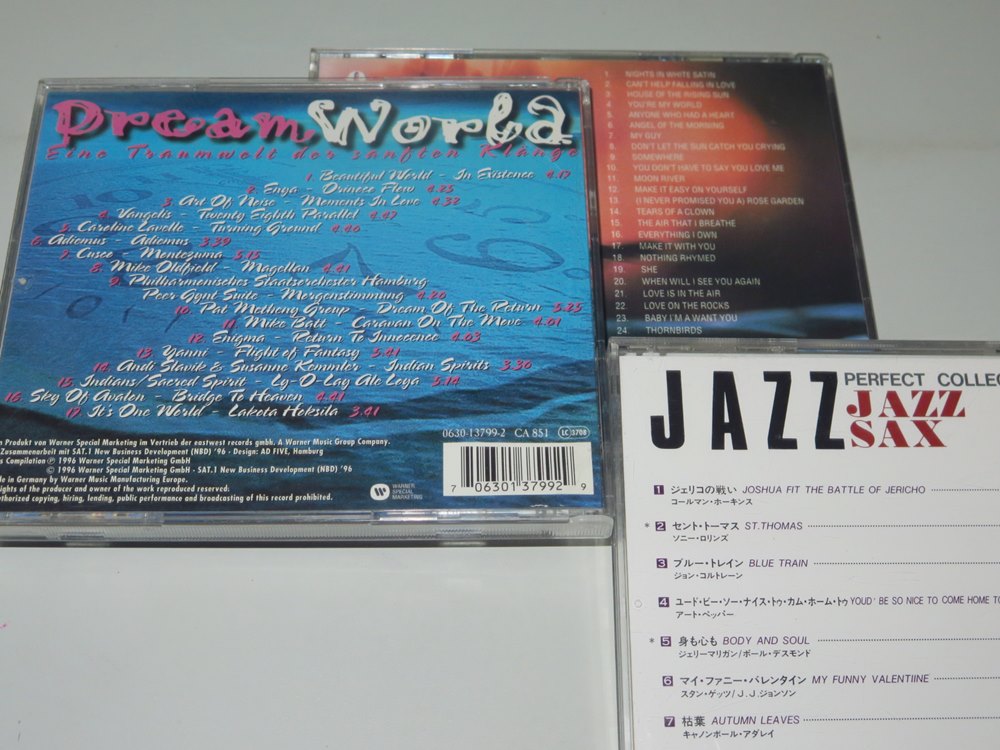 Dream World
Eine Traumwelt der sanften Klänge
1. Beautiful World - In Existence 4.17
2. Enya - Orinoco Flow 4.25
3. Art Of Noise - Moments In Love 4.32
4. Vangelis - Twenty Eighth Parallel 4.47
5. Caroline Lavelle - Turning Ground 4.40
6. Adiemus - Adiemus 3.39
7. Cusco - Montezuma 5.15
8. Mike Oldfield - Magellan 4.41
9. Philharmonisches Staatsorchester Hamburg
Peer Gynt Suite - Morgenstimmung 4.20
10. Pat Metheny Group - Dream Of The Return 5.25
11. Mike Batt - Caravan On The Move 4.01
12. Enigma - Return To Innocence 4.03
13. Yanni - Flight of Fantasy 5.41
14. Andi Slavik & Susanne Kemmler - Indian Spirits 3.30
15. Indians/Sacred Spirit - Ly-O-Lay Ale Loya 5.14
16. Sky Of Avalon - Bridge To Heaven 4.41
17. It's One World - Lakota Hoksila 3.41
n Produkt von Warner Special Marketing im Vertrieb der eastwest records gmbh. A Warner Music Group Company.
Zusammenarbeit mit SAT.1 New Business Development (NBD) '96 - Design: AD FIVE, Hamburg
s Compilation ℗ 1996 Warner Special Marketing GmbH
© 1996 Warner Special Marketing GmbH - SAT.1 New Business Development (NBD) '96
de in Germany by Warner Music Manufacturing Europe.
ights of the producer and owner of the work reproduced reserved:
uthorized copying, hiring, lending, public performance and broadcasting of this record prohibited.
0630-13799-2 CA 851 LC 3708
WARNER
SPECIAL
MARKETING
7 06301 37992 9
1. NIGHTS IN WHITE SATIN
2. CAN'T HELP FALLING IN LOVE
3. HOUSE OF THE RISING SUN
4. YOU'RE MY WORLD
5. ANYONE WHO HAD A HEART
6. ANGEL OF THE MORNING
7. MY GUY
8. DON'T LET THE SUN CATCH YOU CRYING
9. SOMEWHERE
10. YOU DON'T HAVE TO SAY YOU LOVE ME
11. MOON RIVER
12. MAKE IT EASY ON YOURSELF
13. (I NEVER PROMISED YOU A) ROSE GARDEN
14. TEARS OF A CLOWN
15. THE AIR THAT I BREATHE
16. EVERYTHING I OWN
17. MAKE IT WITH YOU
18. NOTHING RHYMED
19. SHE
20. WHEN WILL I SEE YOU AGAIN
21. LOVE IS IN THE AIR
22. LOVE ON THE ROCKS
23. BABY I'M A WANT YOU
24. THORNBIRDS
JAZZ PERFECT COLLEC
JAZZ
SAX
1 ジェリコの戦い JOSHUA FIT THE BATTLE OF JERICHO
コールマン・ホーキンス
* 2 セント・トーマス ST.THOMAS
ソニー・ロリンズ
3 ブルー・トレイン BLUE TRAIN
ジョン・コルトレーン
4 ユード・ビー・ソー・ナイス・トゥ・カム・ホーム・トゥ YOUD' BE SO NICE TO COME HOME TO
アート・ペッパー
* 5 身も心も BODY AND SOUL
ジェリーマリガン/ポール・デスモンド
6 マイ・ファニー・バレンタイン MY FUNNY VALENTIINE
スタン・ゲッツ/J.J.ジョンソン
7 枯葉 AUTUMN LEAVES
キャノンボール・アダレイ